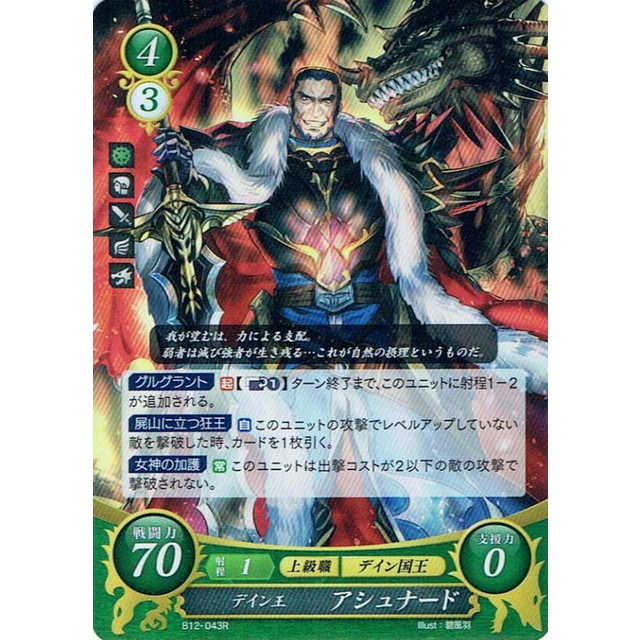 4
3
我が望むは、力による支配。
弱者は滅び強者が生き残る…これが自然の摂理というものだ。
グルグラント 起【 1】ターン終了まで、このユニットに射程1-2
が追加される。
屍山に立つ狂王 自 このユニットの攻撃でレベルアップしていない
敵を撃破した時、カードを1枚引く。
女神の加護 常 このユニットは出撃コストが2以下の敵の攻撃で
撃破されない。
戦闘力
70
射程 1
上級職
デイン国王
支援力
0
デイン王 アシュナード
B12-043R
Illust:碧風羽